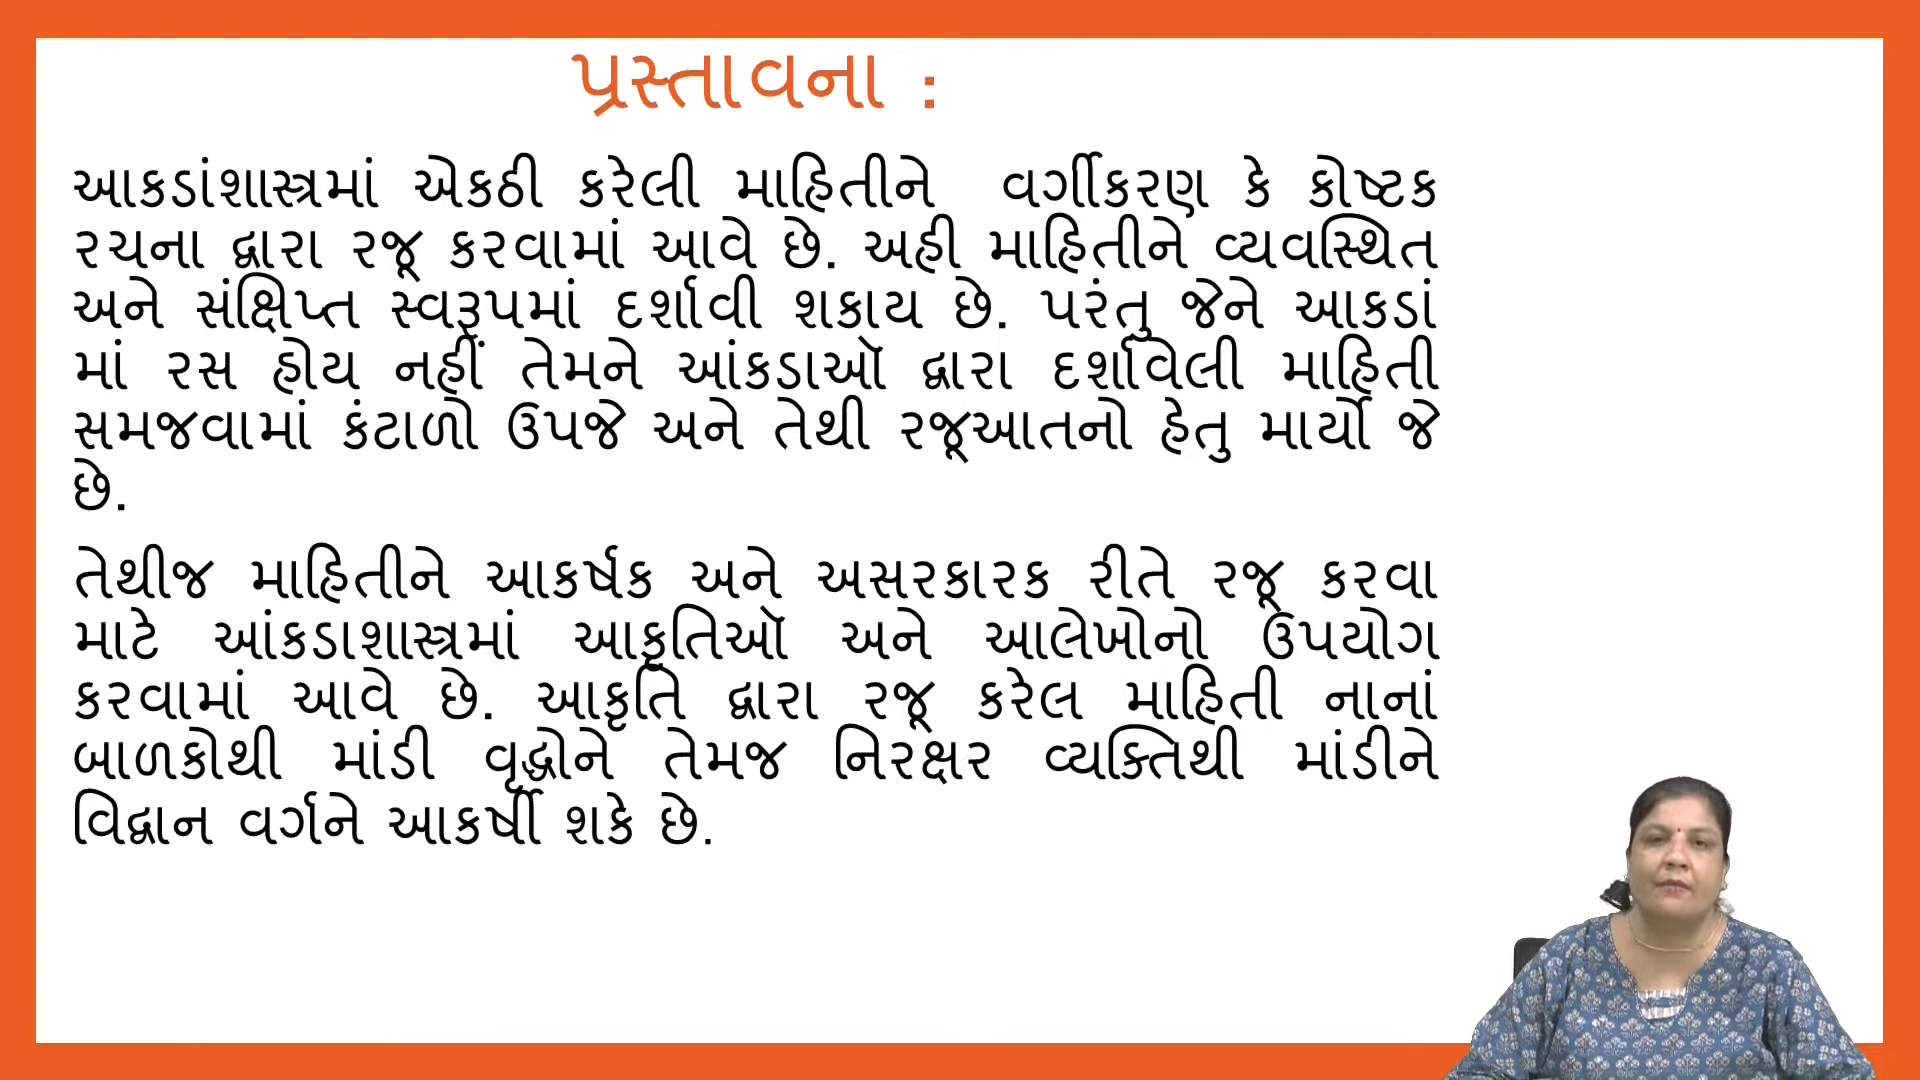 પ્રસ્તાવના :
આકડાંશાસ્ત્રમાં એકઠી કરેલી માહિતીને વર્ગીકરણ કે કોષ્ટક
રચના દ્વારા રજૂ કરવામાં આવે છે. અહી માહિતીને વ્યવસ્થિત
અને સંક્ષિપ્ત સ્વરૂપમાં દર્શાવી શકાય છે. પરંતુ જેને આકડાં
માં રસ હોય નહીં તેમને આંકડાઑ દ્વારા દર્શાવેલી માહિતી
સમજવામાં કંટાળો ઉપજે અને તેથી રજૂઆતનો હેતુ માર્યો જે
છે.
તેથીજ માહિતીને આકર્ષક અને અસરકારક રીતે રજૂ કરવા
માટે આંકડાશાસ્ત્રમાં આકૃતિઑ અને આલેખોનો ઉપયોગ
કરવામાં આવે છે. આકૃતિ દ્વારા રજૂ કરેલ માહિતી નાનાં
બાળકોથી માંડી વૃદ્ધોને તેમજ નિરક્ષર વ્યક્તિથી માંડીને
વિદ્વાન વર્ગને આકર્ષી શકે છે.